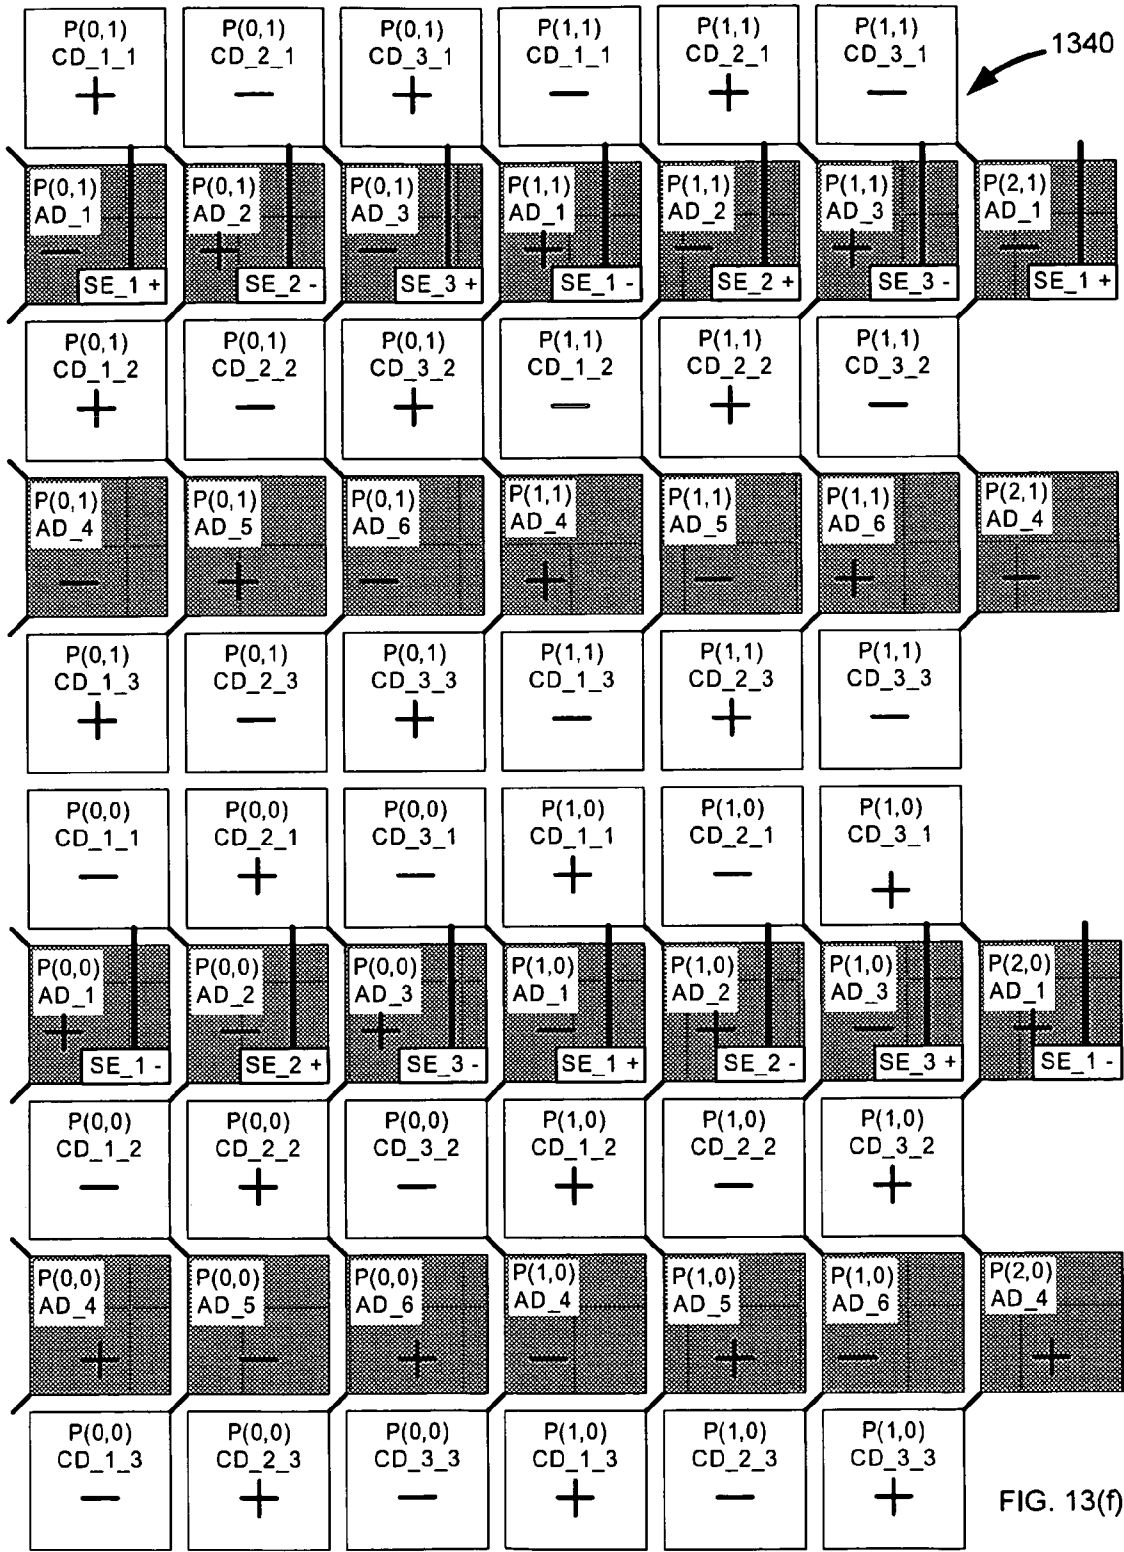 P(0,1) P(0,1) P(0,1) P(1,1) P(1,1) P(1,1)
CD_1_1 CD_2_1 CD_3_1 CD_1_1 CD_2_1 CD_3_1
+ − + − + −
1340
P(0,1) P(0,1) P(0,1) P(1,1) P(1,1) P(1,1) P(2,1)
AD_1 AD_2 AD_3 AD_1 AD_2 AD_3 AD_1
− + − + − + −
SE_1 + SE_2 - SE_3 + SE_1 - SE_2 + SE_3 - SE_1 +
P(0,1) P(0,1) P(0,1) P(1,1) P(1,1) P(1,1)
CD_1_2 CD_2_2 CD_3_2 CD_1_2 CD_2_2 CD_3_2
+ − + − + −
P(0,1) P(0,1) P(0,1) P(1,1) P(1,1) P(1,1) P(2,1)
AD_4 AD_5 AD_6 AD_4 AD_5 AD_6 AD_4
− + − + − + −
P(0,1) P(0,1) P(0,1) P(1,1) P(1,1) P(1,1)
CD_1_3 CD_2_3 CD_3_3 CD_1_3 CD_2_3 CD_3_3
+ − + − + −
P(0,0) P(0,0) P(0,0) P(1,0) P(1,0) P(1,0)
CD_1_1 CD_2_1 CD_3_1 CD_1_1 CD_2_1 CD_3_1
− + − + − +
P(0,0) P(0,0) P(0,0) P(1,0) P(1,0) P(1,0) P(2,0)
AD_1 AD_2 AD_3 AD_1 AD_2 AD_3 AD_1
+ − + − + − +
SE_1 - SE_2 + SE_3 - SE_1 + SE_2 - SE_3 + SE_1 -
P(0,0) P(0,0) P(0,0) P(1,0) P(1,0) P(1,0)
CD_1_2 CD_2_2 CD_3_2 CD_1_2 CD_2_2 CD_3_2
− + − + − +
P(0,0) P(0,0) P(0,0) P(1,0) P(1,0) P(1,0) P(2,0)
AD_4 AD_5 AD_6 AD_4 AD_5 AD_6 AD_4
+ − + − + − +
P(0,0) P(0,0) P(0,0) P(1,0) P(1,0) P(1,0)
CD_1_3 CD_2_3 CD_3_3 CD_1_3 CD_2_3 CD_3_3
− + − + − +
FIG. 13(f)